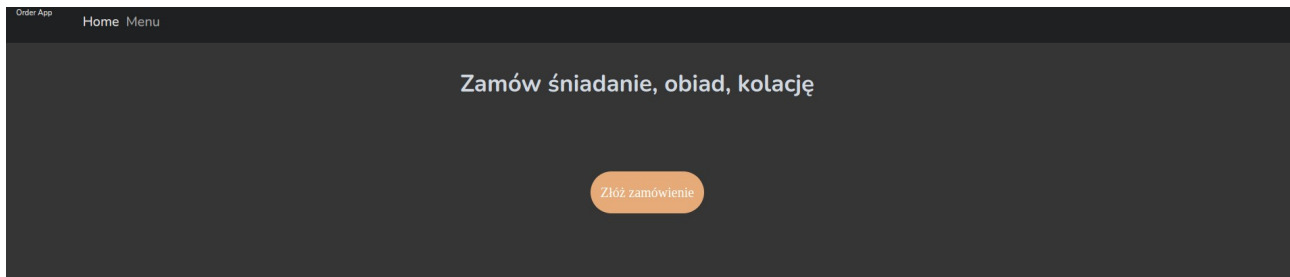 Order App
Home Menu
Zamów śniadanie, obiad, kolację
Złóż zamówienie